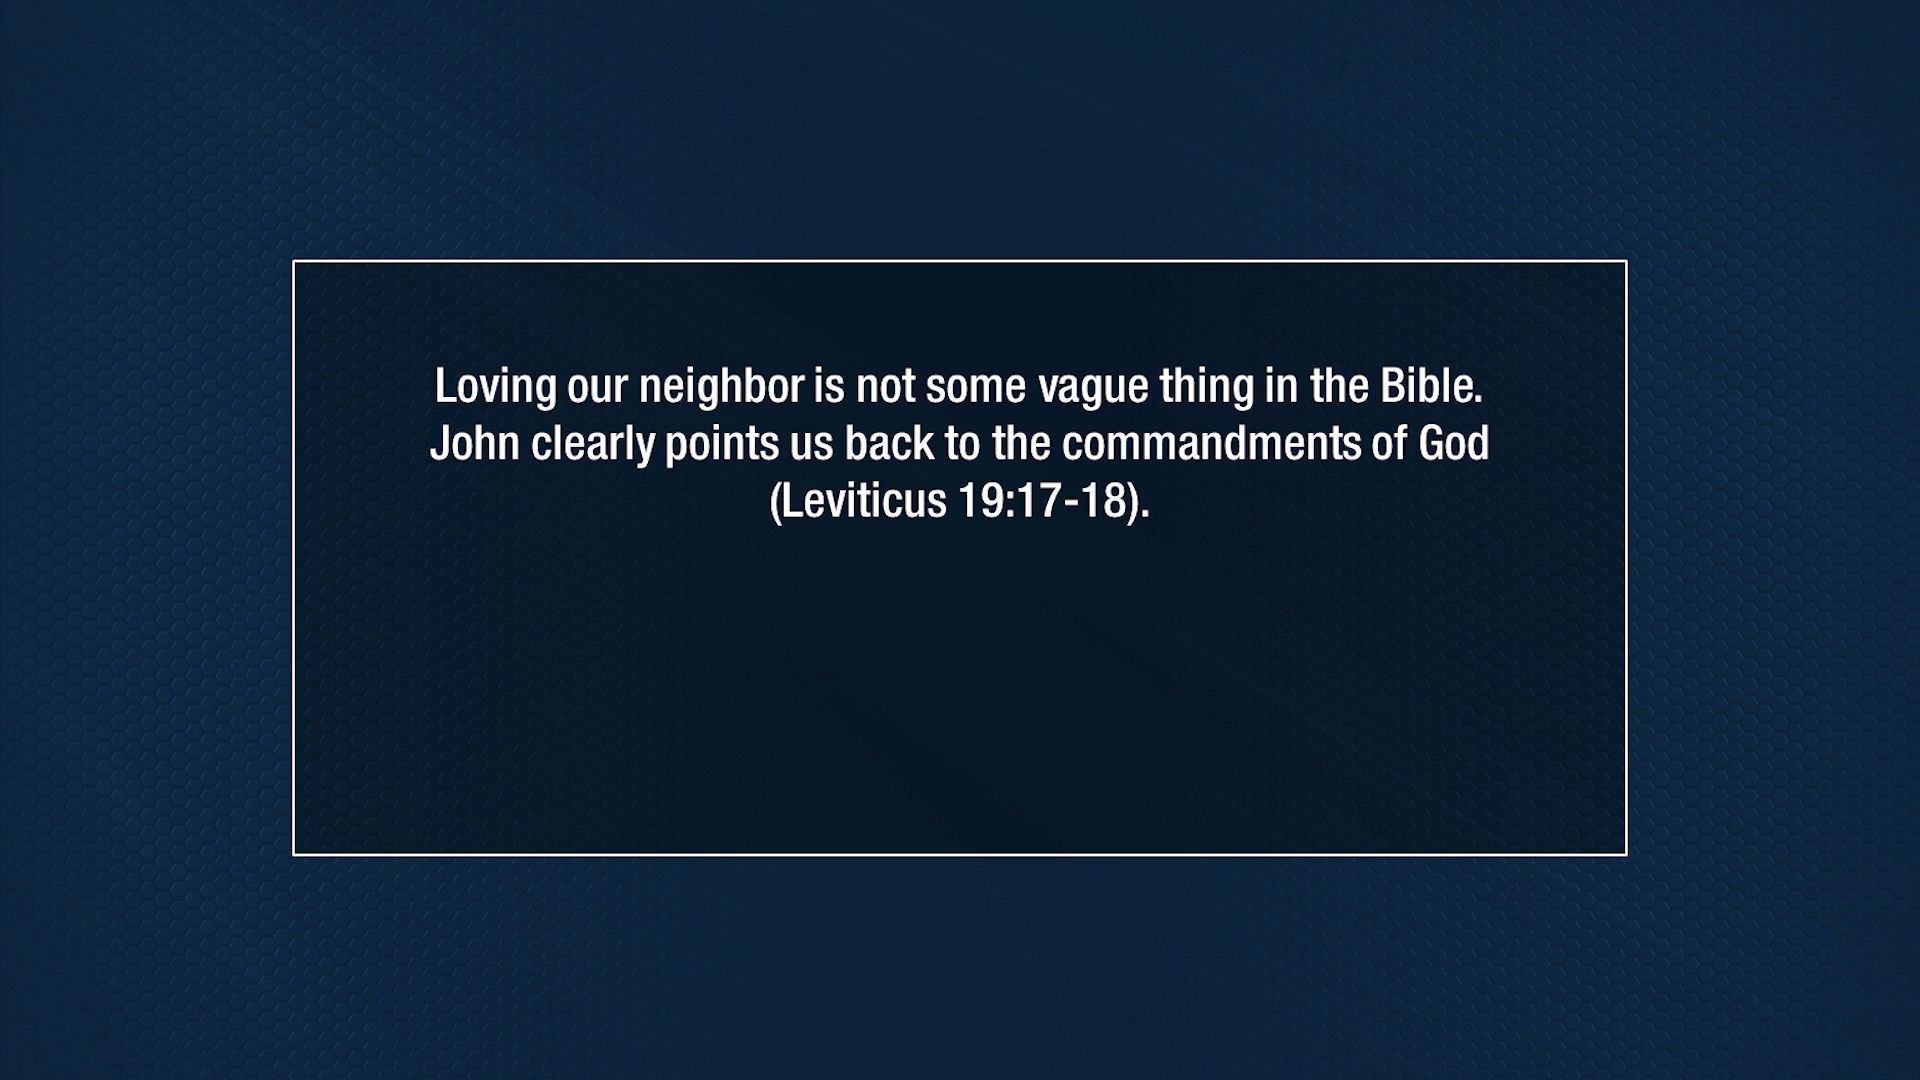 Loving our neighbor is not some vague thing in the Bible.
John clearly points us back to the commandments of God
(Leviticus 19:17-18).